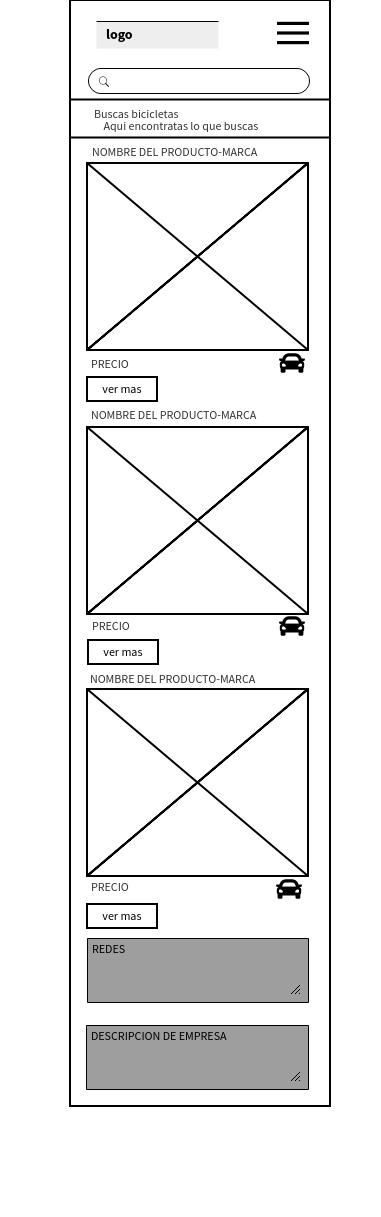 logo
Buscas bicicletas
Aqui encontratas lo que buscas
NOMBRE DEL PRODUCTO-MARCA
PRECIO
ver mas
NOMBRE DEL PRODUCTO-MARCA
PRECIO
ver mas
NOMBRE DEL PRODUCTO-MARCA
PRECIO
ver mas
REDES
DESCRIPCION DE EMPRESA